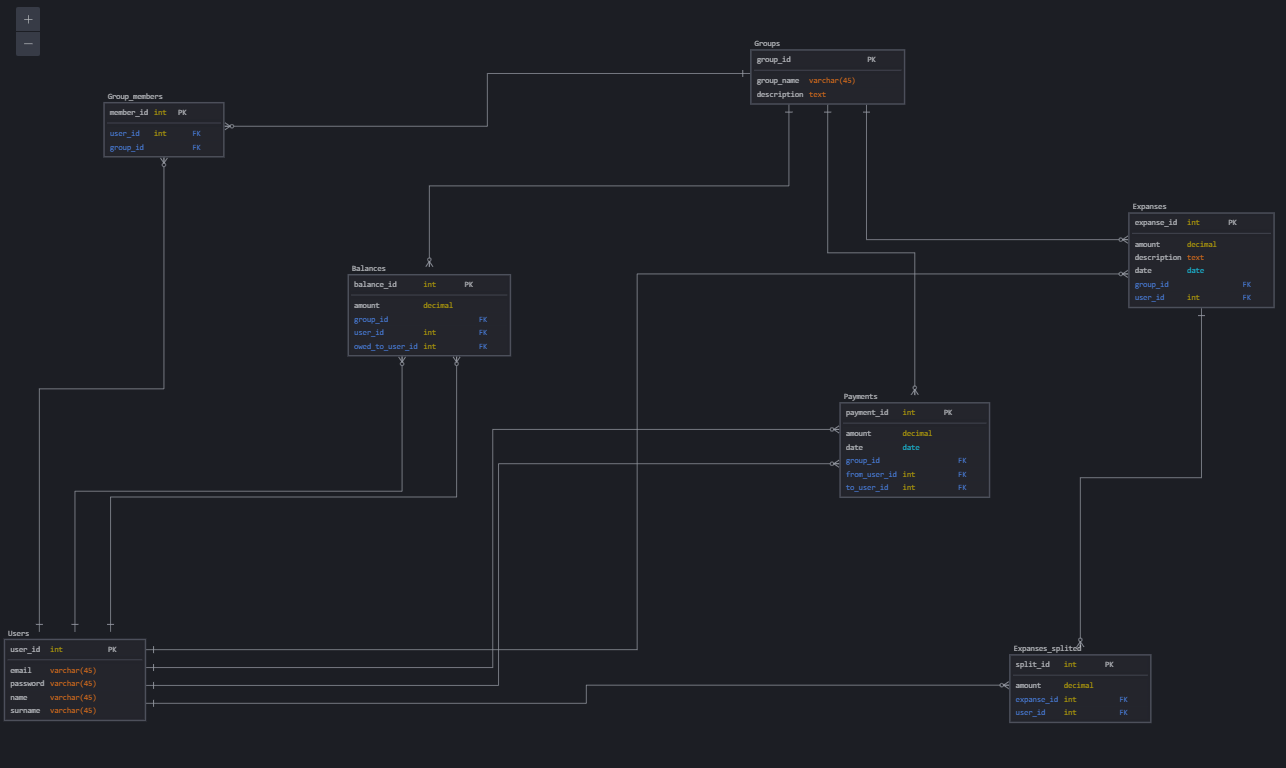 +
−
Groups
group_id PK
group_name varchar(45)
description text
Group_members
member_id int PK
user_id int FK
group_id FK
Expanses
expanse_id int PK
amount decimal
description text
date date
group_id FK
user_id int FK
Balances
balance_id int PK
amount decimal
group_id FK
user_id int FK
owed_to_user_id int FK
Payments
payment_id int PK
amount decimal
date date
group_id FK
from_user_id int FK
to_user_id int FK
Users
user_id int PK
email varchar(45)
password varchar(45)
name varchar(45)
surname varchar(45)
Expanses_splited
split_id int PK
amount decimal
expanse_id int FK
user_id int FK